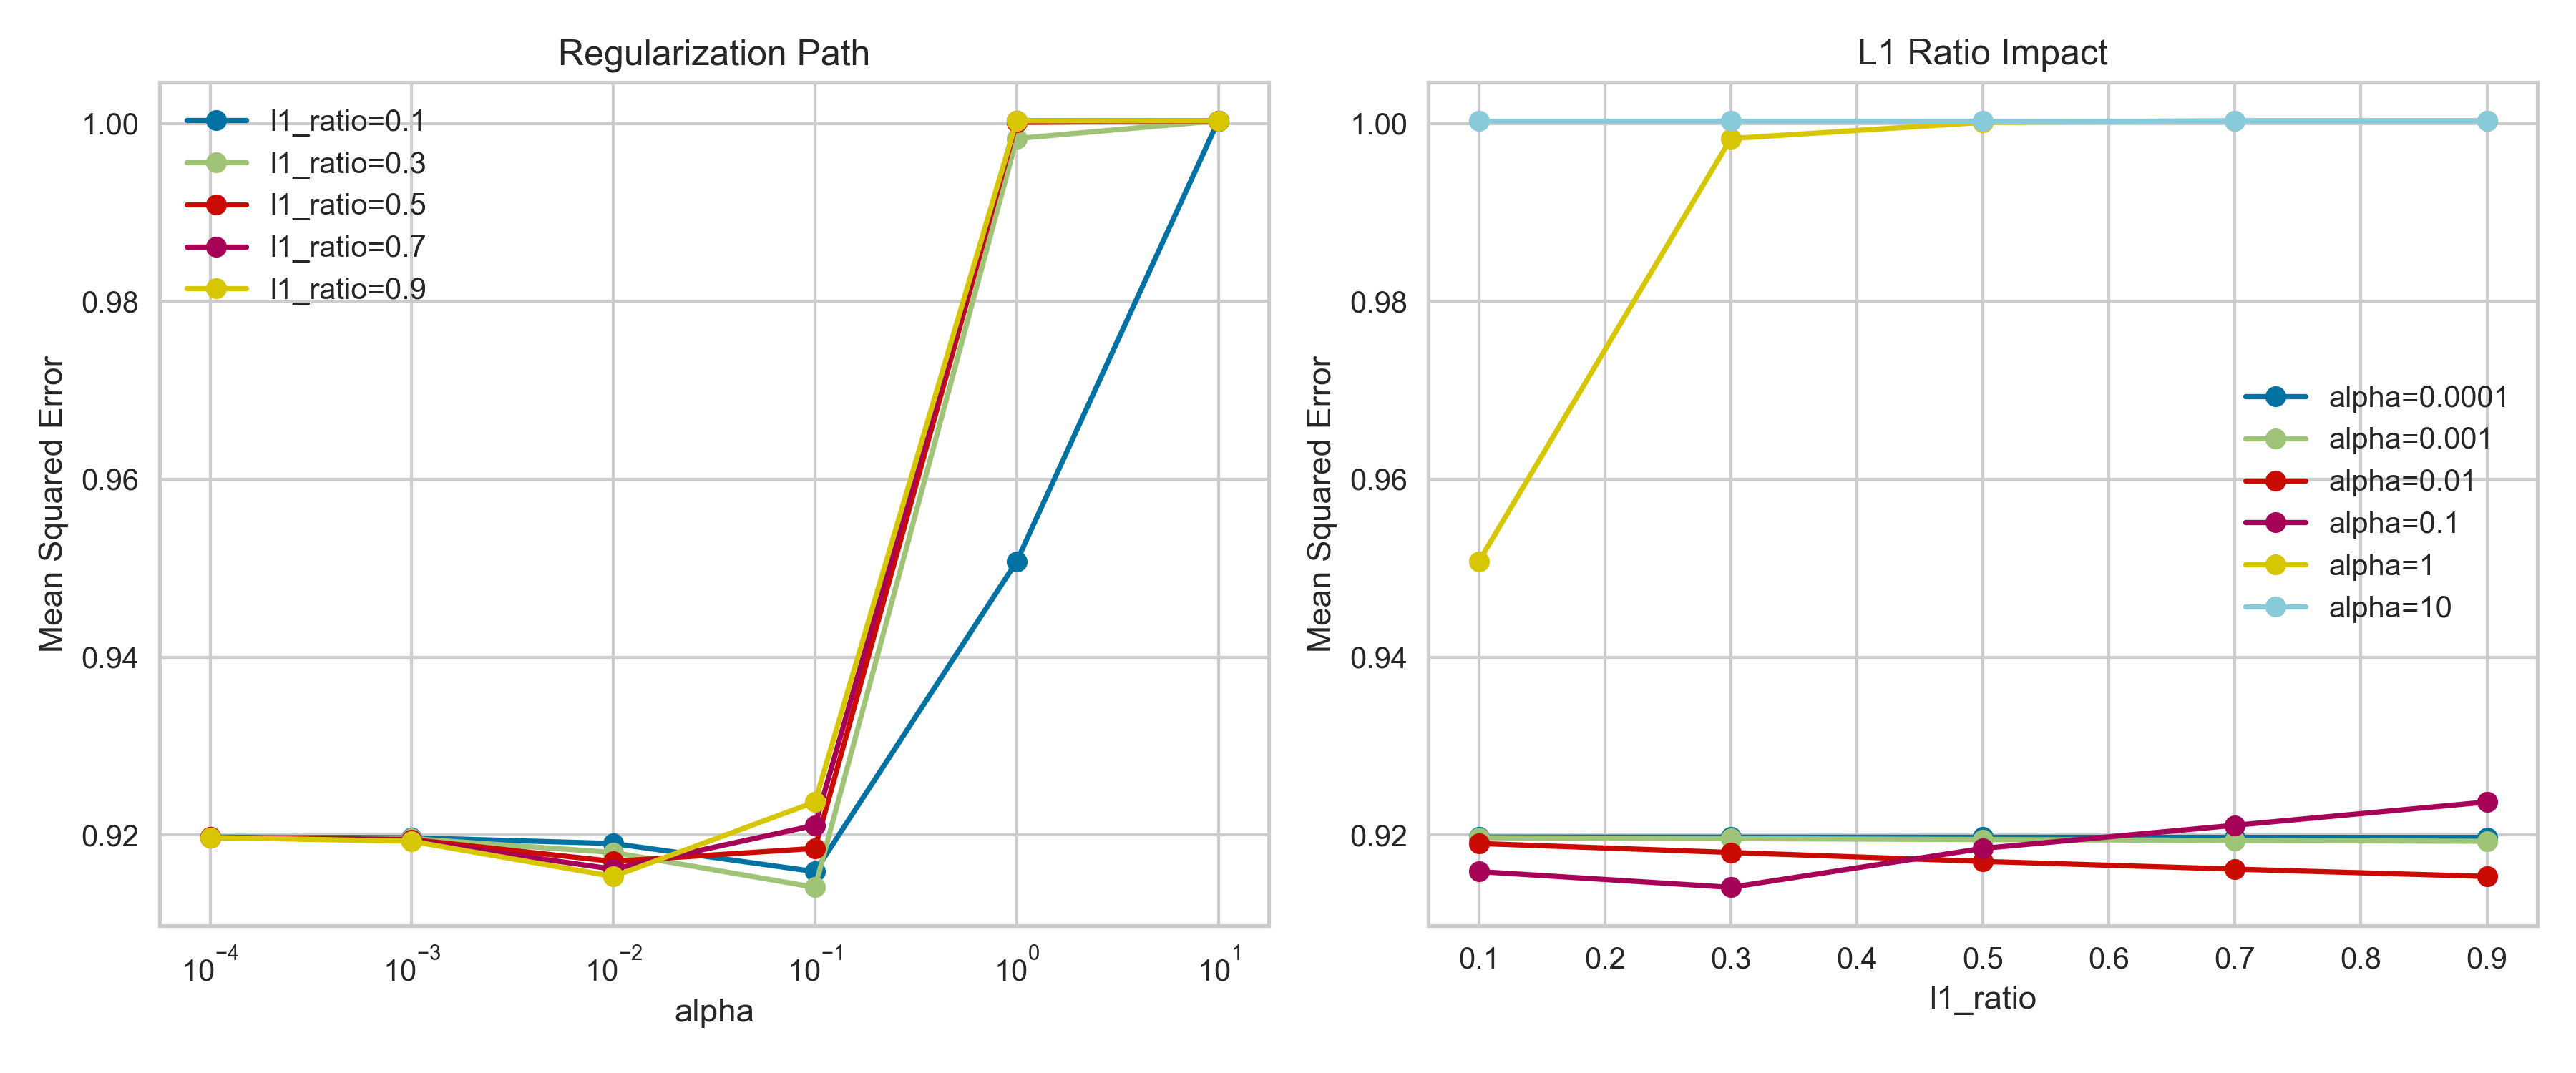 Regularization Path
l1_ratio=0.1
l1_ratio=0.3
l1_ratio=0.5
l1_ratio=0.7
l1_ratio=0.9
1.00
0.98
0.96
0.94
0.92
Mean Squared Error
10⁻⁴ 10⁻³ 10⁻² 10⁻¹ 10⁰ 10¹
alpha
L1 Ratio Impact
1.00
0.98
0.96
0.94
0.92
Mean Squared Error
alpha=0.0001
alpha=0.001
alpha=0.01
alpha=0.1
alpha=1
alpha=10
0.1 0.2 0.3 0.4 0.5 0.6 0.7 0.8 0.9
l1_ratio